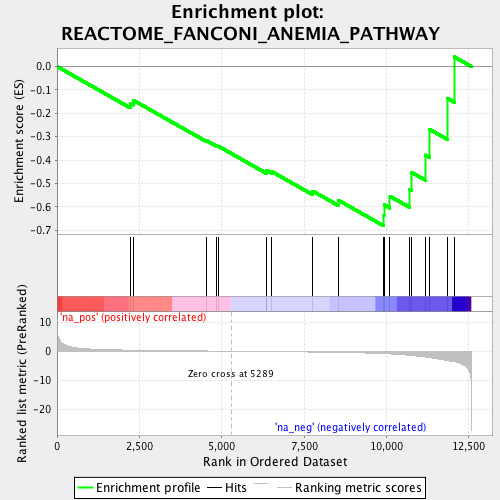 Enrichment plot:
REACTOME_FANCONI_ANEMIA_PATHWAY
Enrichment score (ES)
0.0
-0.1
-0.2
-0.3
-0.4
-0.5
-0.6
-0.7
'na_pos' (positively correlated)
Ranked list metric (PreRanked)
10
5
0
-5
-10
-15
-20
Zero cross at 5289
'na_neg' (negatively correlated)
0 2,500 5,000 7,500 10,000 12,500
Rank in Ordered Dataset
Enrichment profile Hits Ranking metric scores